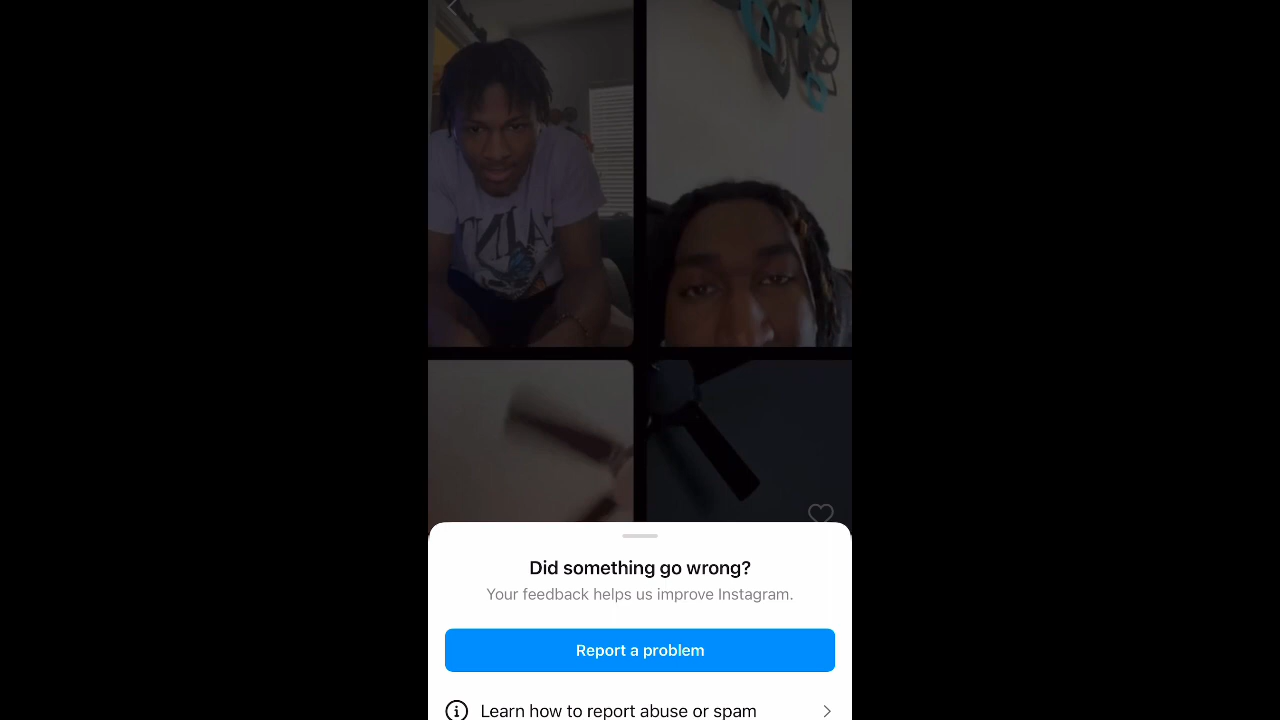 Did something go wrong?
Your feedback helps us improve Instagram.
Report a problem
Learn how to report abuse or spam